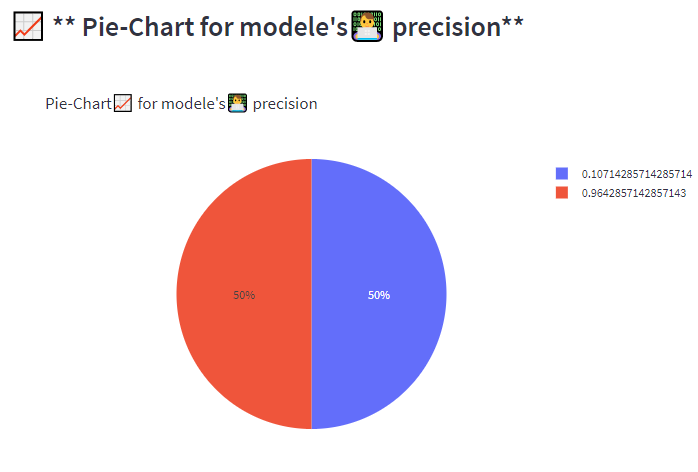 📈 ** Pie-Chart for modele's👨‍💻 precision**
Pie-Chart📈 for modele's👨‍💻 precision
0.10714285714285714
0.9642857142857143
50%
50%